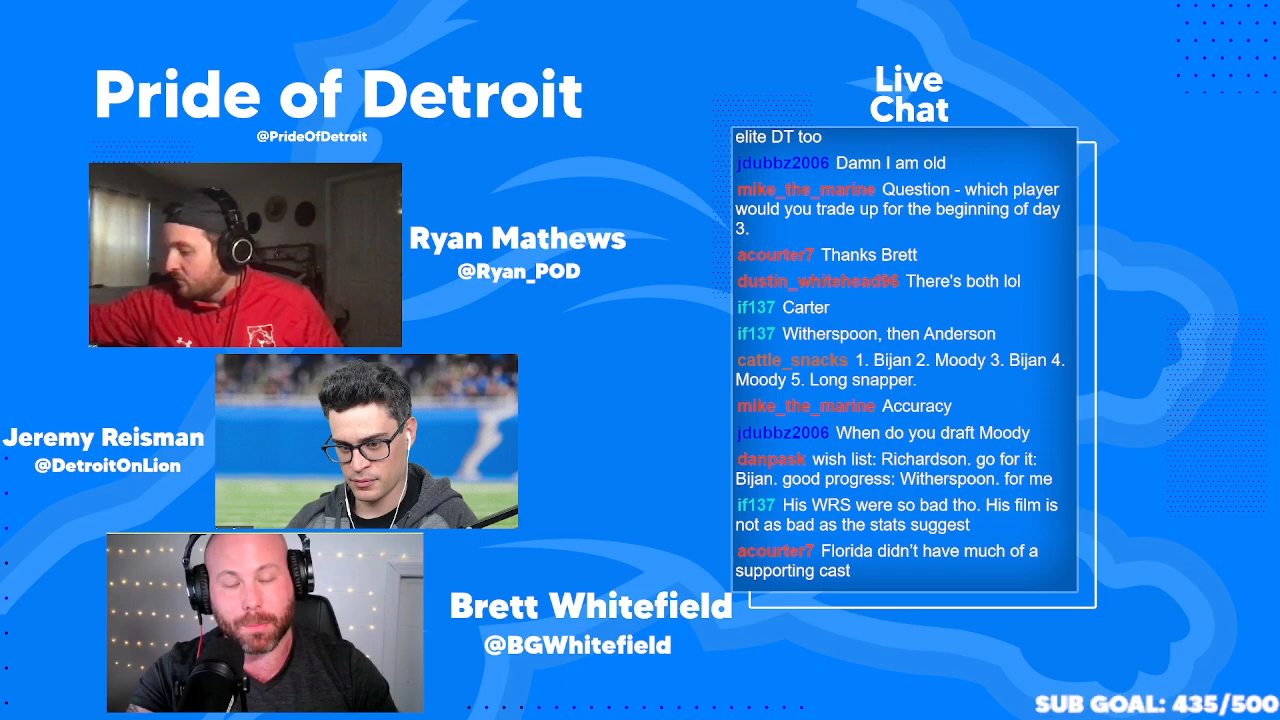 Pride of Detroit
@PrideOfDetroit
Ryan Mathews
@Ryan_POD
Jeremy Reisman
@DetroitOnLion
Brett Whitefield
@BGWhitefield
Live
Chat
elite DT too
jdubbz2006 Damn I am old
mike_the_marine Question - which player
would you trade up for the beginning of day
3.
acourter7 Thanks Brett
dustin_whitehead96 There's both lol
if137 Carter
if137 Witherspoon, then Anderson
cattle_snacks 1. Bijan 2. Moody 3. Bijan 4.
Moody 5. Long snapper.
mike_the_marine Accuracy
jdubbz2006 When do you draft Moody
danpask wish list: Richardson. go for it:
Bijan. good progress: Witherspoon. for me
if137 His WRS were so bad tho. His film is
not as bad as the stats suggest
acourter7 Florida didn't have much of a
supporting cast
SUB GOAL: 435/500